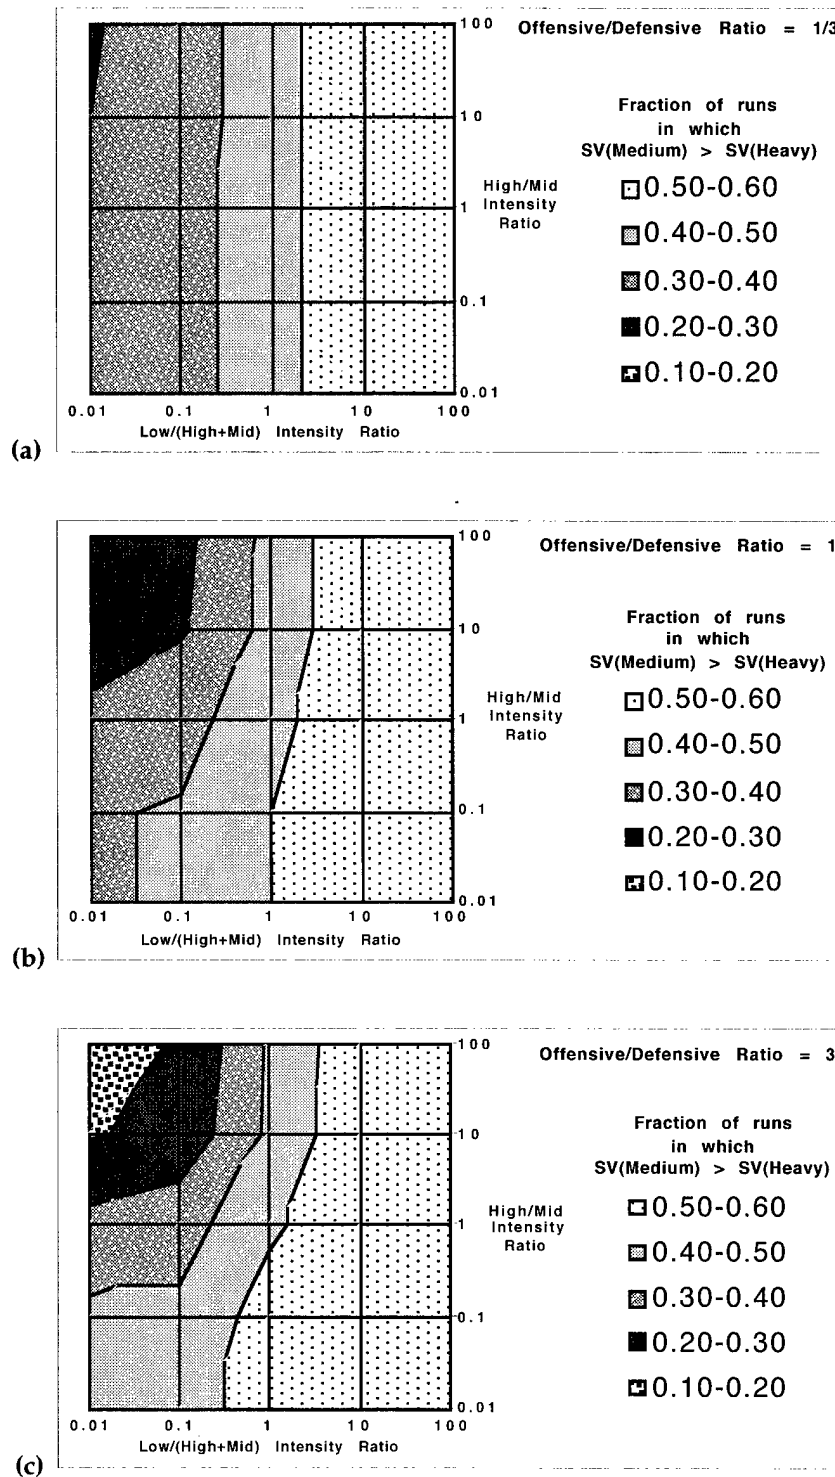 Offensive/Defensive Ratio = 1/3
100
10
1
0.1
0.01
High/Mid
Intensity
Ratio
Fraction of runs
in which
SV(Medium) > SV(Heavy)
0.50-0.60
0.40-0.50
0.30-0.40
0.20-0.30
0.10-0.20
0.01 0.1 1 10 100
Low/(High+Mid) Intensity Ratio
(a)
Offensive/Defensive Ratio = 1
100
10
1
0.1
0.01
High/Mid
Intensity
Ratio
Fraction of runs
in which
SV(Medium) > SV(Heavy)
0.50-0.60
0.40-0.50
0.30-0.40
0.20-0.30
0.10-0.20
0.01 0.1 1 10 100
Low/(High+Mid) Intensity Ratio
(b)
Offensive/Defensive Ratio = 3
100
10
1
0.1
0.01
High/Mid
Intensity
Ratio
Fraction of runs
in which
SV(Medium) > SV(Heavy)
0.50-0.60
0.40-0.50
0.30-0.40
0.20-0.30
0.10-0.20
0.01 0.1 1 10 100
Low/(High+Mid) Intensity Ratio
(c)